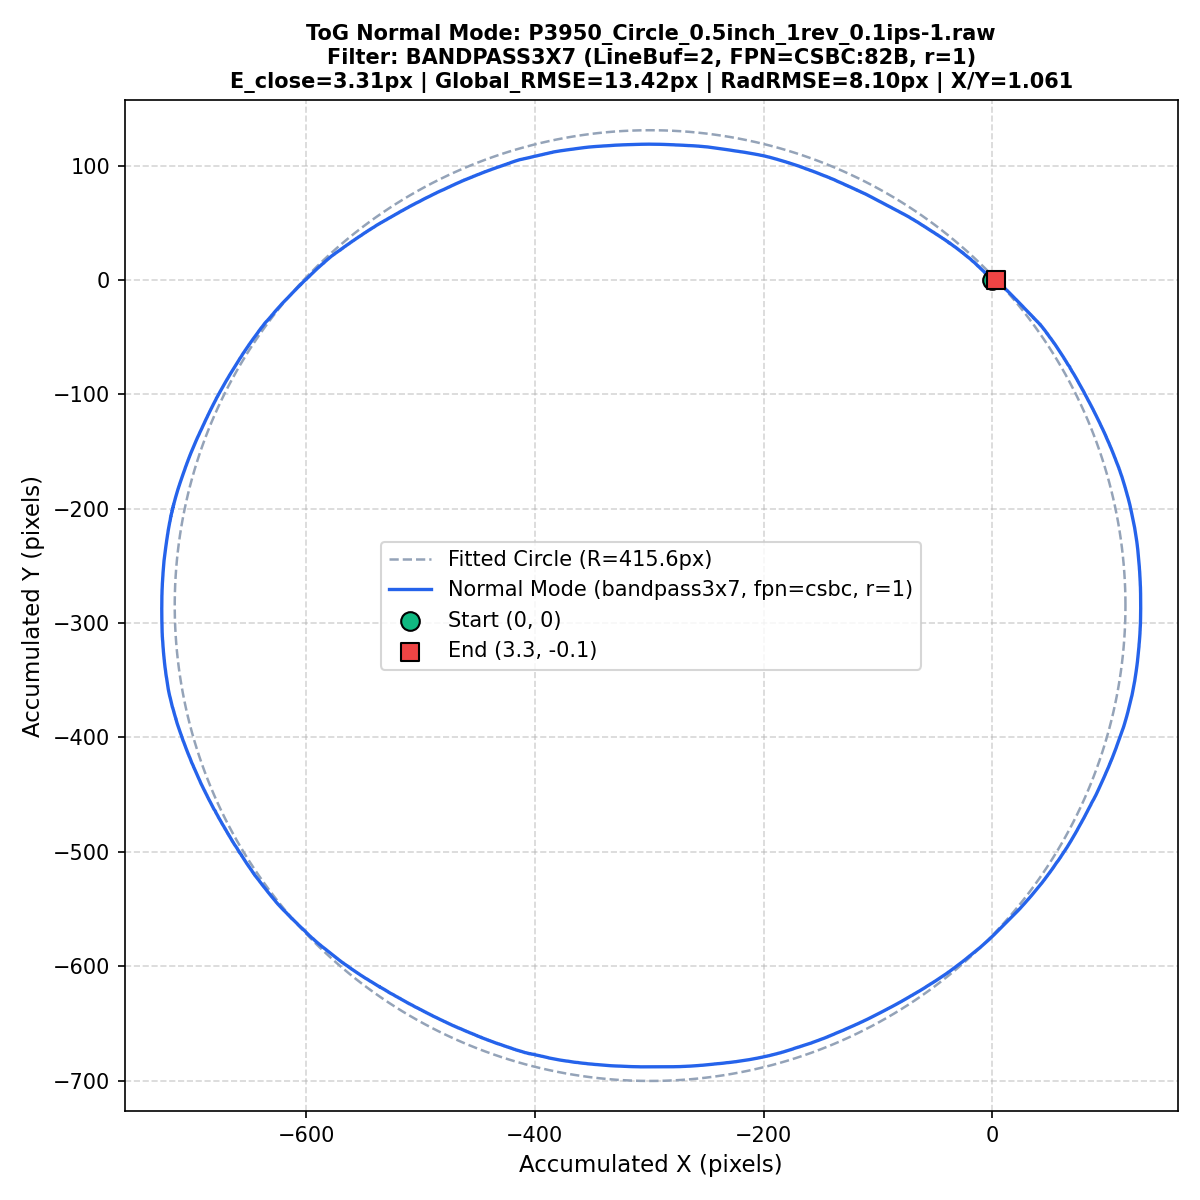 ToG Normal Mode: P3950_Circle_0.5inch_1rev_0.1ips-1.raw
Filter: BANDPASS3X7 (LineBuf=2, FPN=CSBC:82B, r=1)
E_close=3.31px | Global_RMSE=13.42px | RadRMSE=8.10px | X/Y=1.061
100
0
−100
−200
−300
−400
−500
−600
−700
Accumulated Y (pixels)
Fitted Circle (R=415.6px)
Normal Mode (bandpass3x7, fpn=csbc, r=1)
Start (0, 0)
End (3.3, -0.1)
−600
−400
−200
0
Accumulated X (pixels)